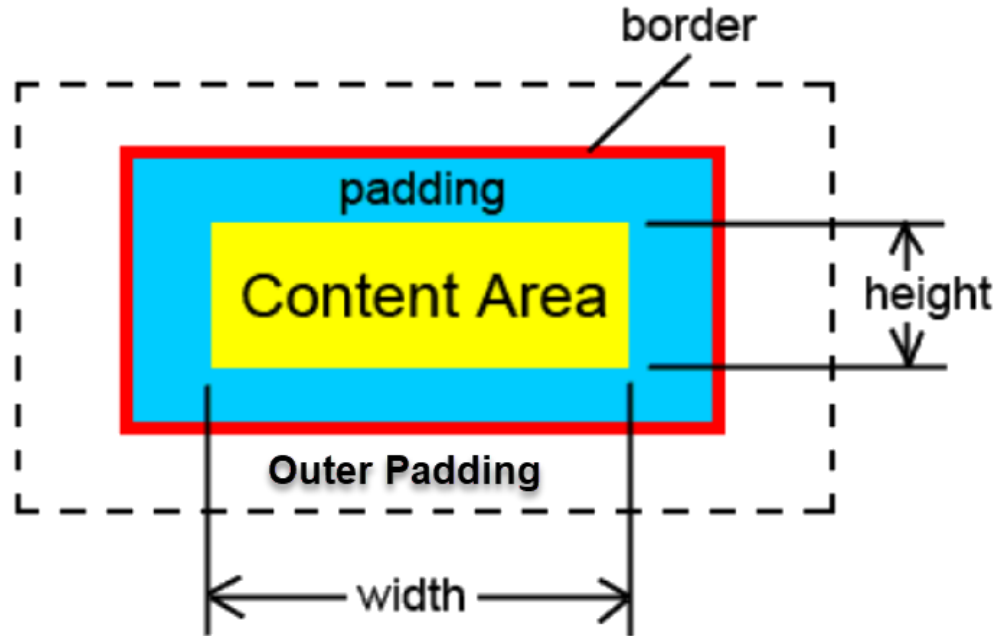 border
padding
Content Area
height
Outer Padding
width